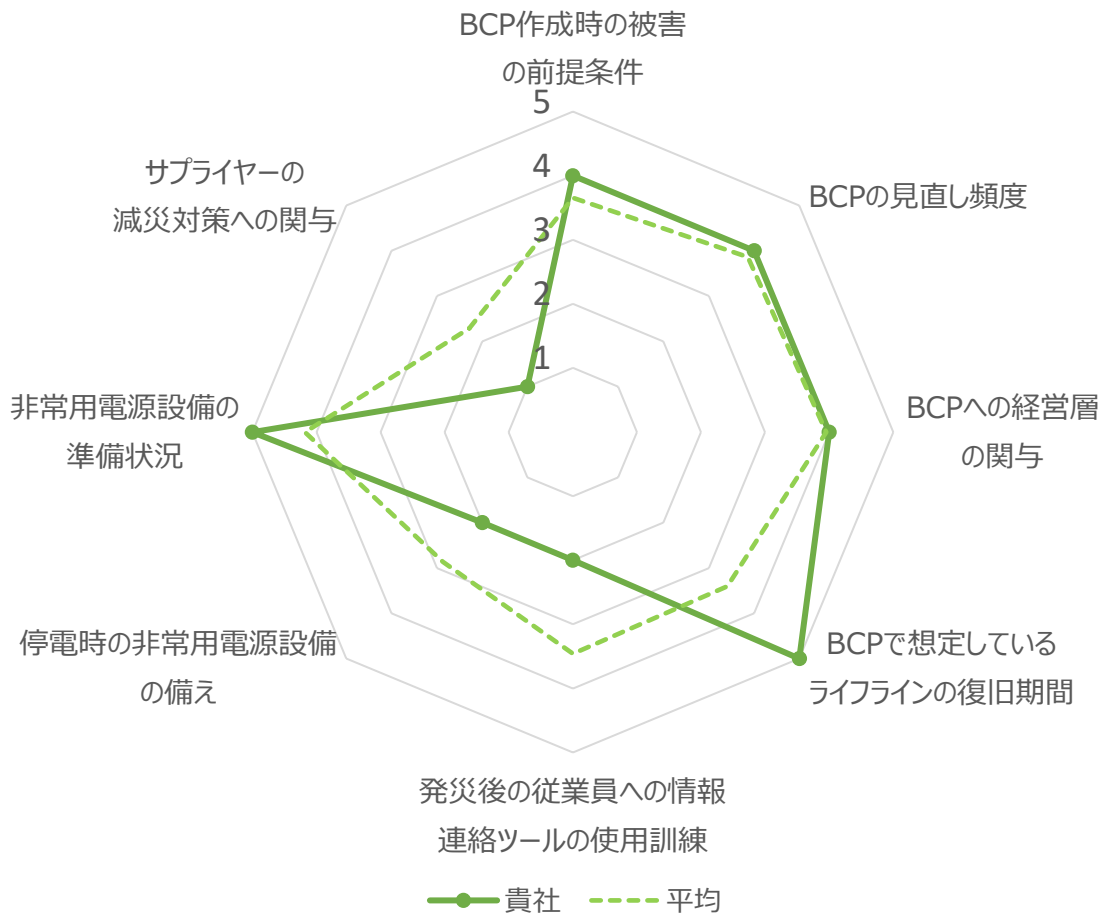 BCP作成時の被害
の前提条件
5
4
3
2
1
BCPの見直し頻度
BCPへの経営層
の関与
BCPで想定している
ライフラインの復旧期間
発災後の従業員への情報
連絡ツールの使用訓練
停電時の非常用電源設備
の備え
非常用電源設備の
準備状況
サプライヤーの
減災対策への関与
貴社
平均